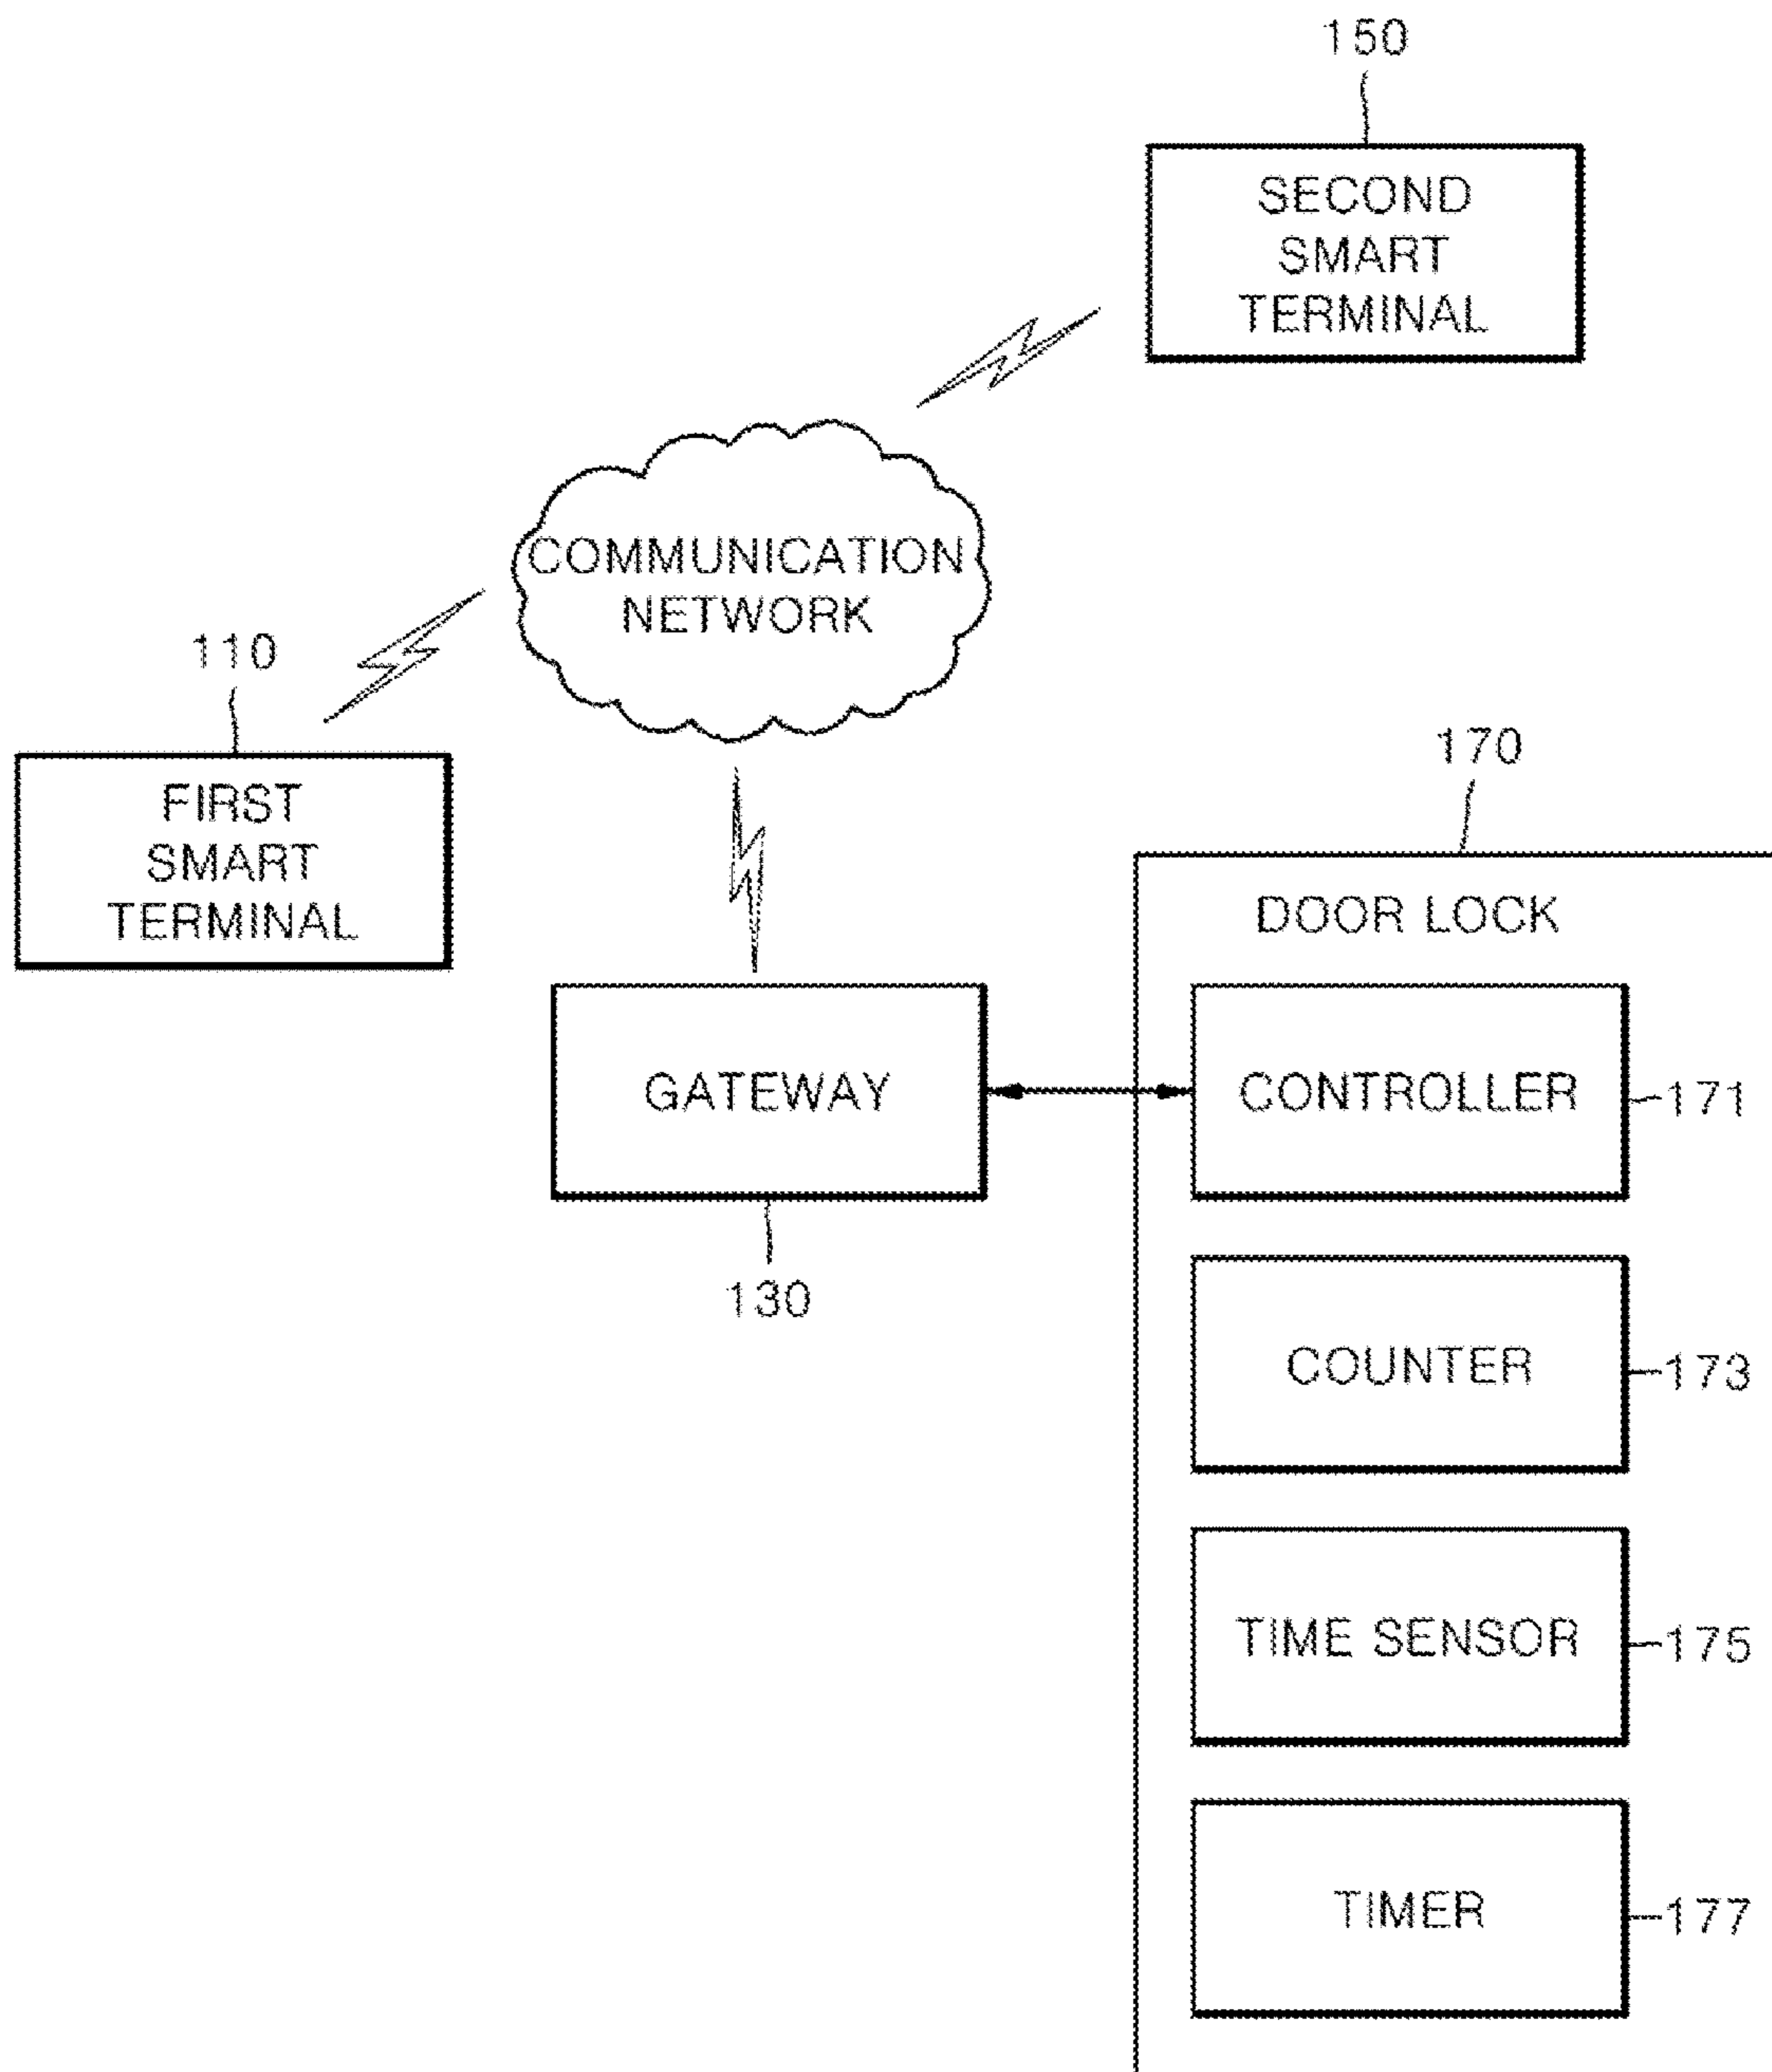 150
SECOND
SMART
TERMINAL
COMMUNICATION
NETWORK
110
FIRST
SMART
TERMINAL
170
DOOR LOCK
GATEWAY
CONTROLLER
171
130
COUNTER
173
TIME SENSOR
175
TIMER
177